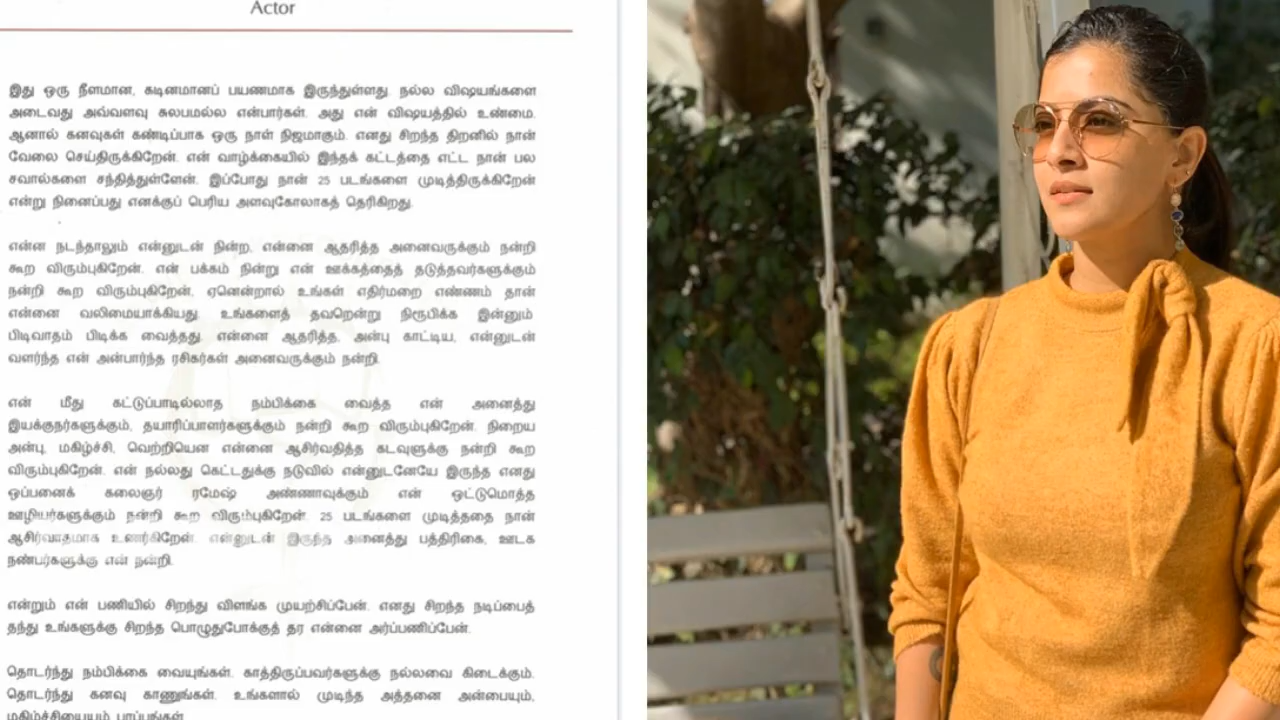 Actor
இது ஒரு நீளமான, கடினமானப் பயணமாக இருந்துள்ளது. நல்ல விஷயங்களை
அடைவது அவ்வளவு சுலபமல்ல என்பார்கள். அது என் விஷயத்தில் உண்மை.
ஆனால் கனவுகள் கண்டிப்பாக ஒரு நாள் நிஜமாகும். எனது சிறந்த திறனில் நான்
வேலை செய்திருக்கிறேன். என் வாழ்க்கையில் இந்தக் கட்டத்தை எட்ட நான் பல
சவால்களை சந்தித்துள்ளேன். இப்போது நான் 25 படங்களை முடித்திருக்கிறேன்
என்று நினைப்பது எனக்குப் பெரிய அளவுகோலாகத் தெரிகிறது.
என்ன நடந்தாலும் என்னுடன் நின்ற, என்னை ஆதரித்த அனைவருக்கும் நன்றி
கூற விரும்புகிறேன். என் பக்கம் நின்று என் ஊக்கத்தைத் தடுத்தவர்களுக்கும்
நன்றி கூற விரும்புகிறேன், ஏனென்றால் உங்கள் எதிர்மறை எண்ணம் தான்
என்னை வலிமையாக்கியது. உங்களைத் தவறென்று நிரூபிக்க இன்னும்
பிடிவாதம் பிடிக்க வைத்தது. என்னை ஆதரித்த, அன்பு காட்டிய, என்னுடன்
வளர்ந்த என் அன்பார்ந்த ரசிகர்கள் அனைவருக்கும் நன்றி.
என் மீது கட்டுப்பாடில்லாத நம்பிக்கை வைத்த என் அனைத்து
இயக்குநர்களுக்கும், தயாரிப்பாளர்களுக்கும் நன்றி கூற விரும்புகிறேன். நிறைய
அன்பு, மகிழ்ச்சி, வெற்றியென என்னை ஆசிர்வதித்த கடவுளுக்கு நன்றி கூற
விரும்புகிறேன். என் நல்லது கெட்டதுக்கு நடுவில் என்னுடனேயே இருந்த எனது
ஒப்பனைக் கலைஞர் ரமேஷ் அண்ணாவுக்கும் என் ஒட்டுமொத்த
ஊழியர்களுக்கும் நன்றி கூற விரும்புகிறேன். 25 படங்களை முடித்ததை நான்
ஆசிர்வாதமாக உணர்கிறேன். என்னுடன் இருந்த அனைத்து பத்திரிகை, ஊடக
நண்பர்களுக்கு என் நன்றி.
என்றும் என் பணியில் சிறந்து விளங்க முயற்சிப்பேன். எனது சிறந்த நடிப்பைத்
தந்து உங்களுக்கு சிறந்த பொழுதுபோக்குத் தர என்னை அர்ப்பணிப்பேன்.
தொடர்ந்து நம்பிக்கை வையுங்கள். காத்திருப்பவர்களுக்கு நல்லவை கிடைக்கும்.
தொடர்ந்து கனவு காணுங்கள். உங்களால் முடிந்த அத்தனை அன்பையும்,
மகிழ்ச்சியையும் பரப்புங்கள்